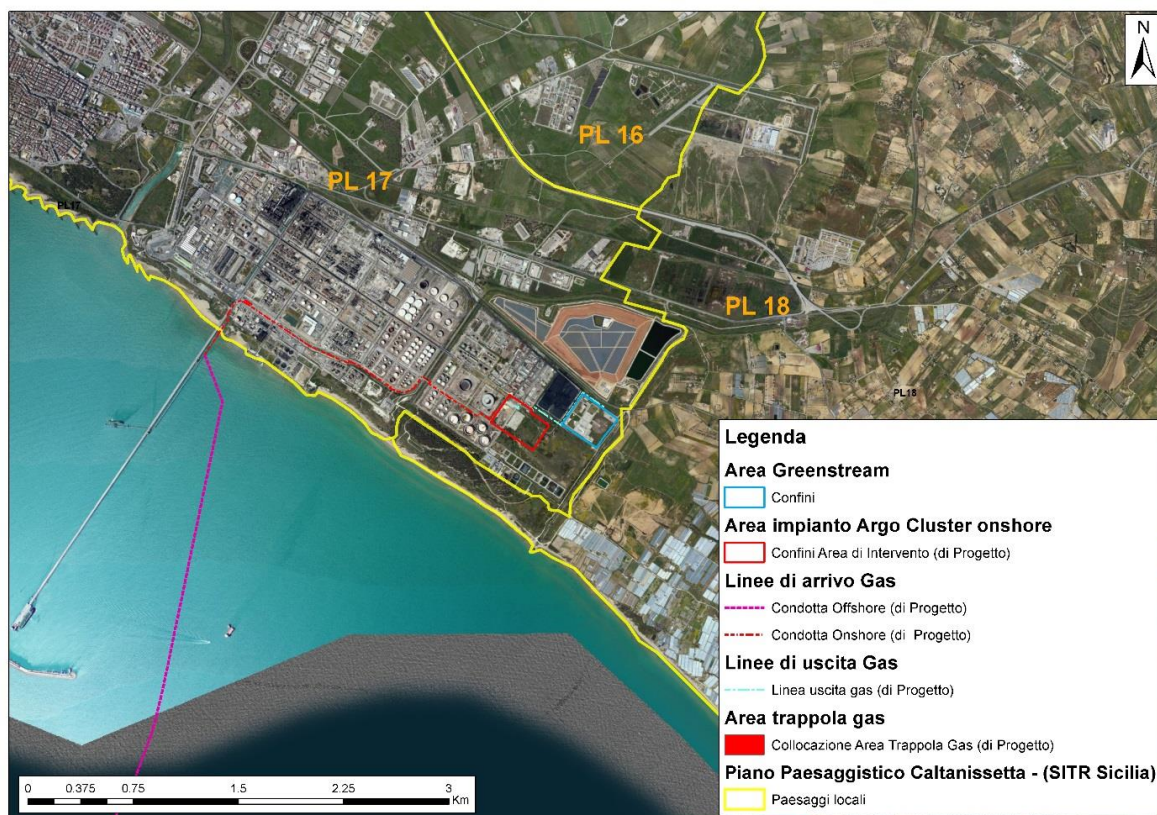 N
PL 16
PL 17
PL17
PL 18
PL18
Legenda
Area Greenstream
Confini
Area impianto Argo Cluster onshore
Confini Area di Intervento (di Progetto)
Linee di arrivo Gas
Condotta Offshore (di Progetto)
Condotta Onshore (di Progetto)
Linee di uscita Gas
Linea uscita gas (di Progetto)
Area trappola gas
Collocazione Area Trappola Gas (di Progetto)
Piano Paesaggistico Caltanissetta - (SITR Sicilia)
Paesaggi locali
0 0.375 0.75 1.5 2.25 3
Km